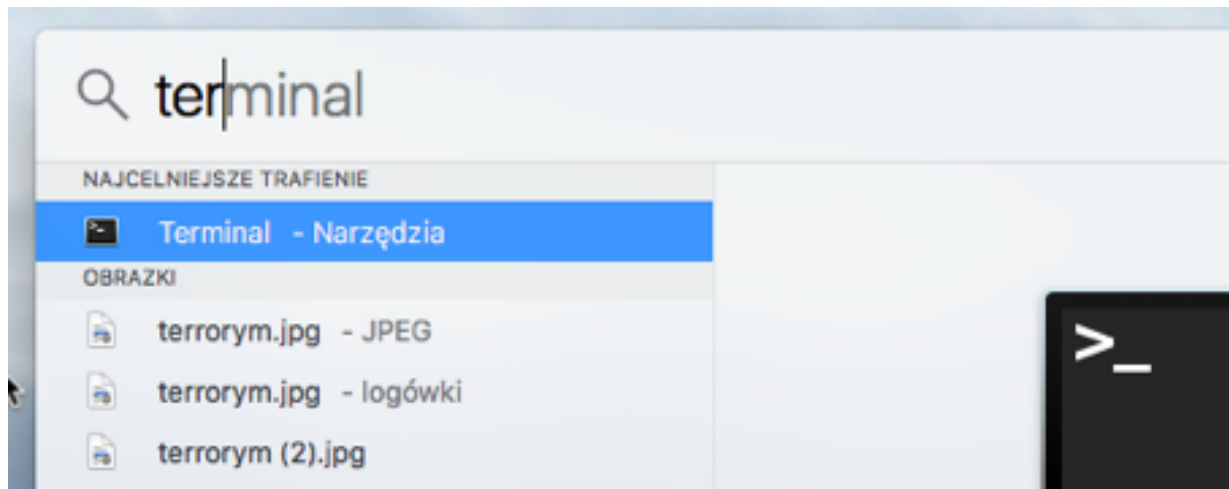 terminal
NAJCELNIEJSZE TRAFIENIE
Terminal - Narzędzia
OBRAZKI
terrorym.jpg - JPEG
terrorym.jpg - logówki
terrorym (2).jpg
>_